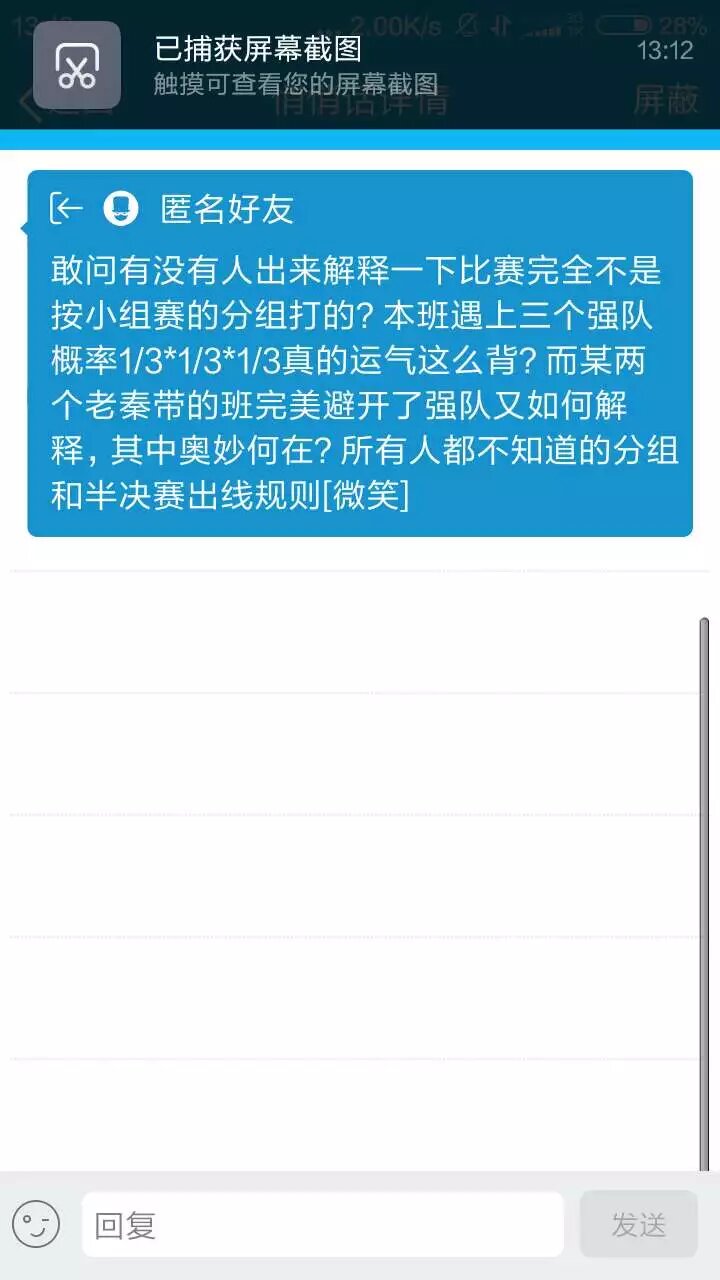 2.00K/s
28%
已捕获屏幕截图
13:12
触摸可查看您的屏幕截图
悄悄话详情
屏蔽
匿名好友
敢问有没有人出来解释一下比赛完全不是
按小组赛的分组打的？本班遇上三个强队
概率1/3*1/3*1/3真的运气这么背？而某两
个老秦带的班完美避开了强队又如何解
释，其中奥妙何在？所有人都不知道的分组
和半决赛出线规则[微笑]
回复
发送